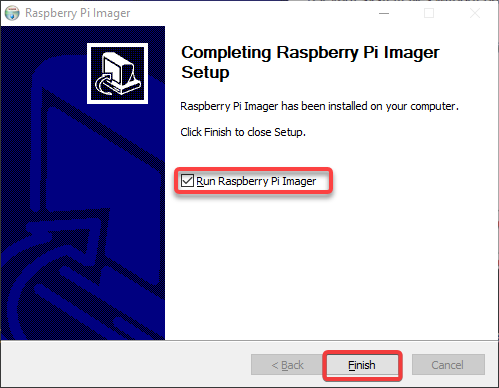 Raspberry Pi Imager
Completing Raspberry Pi Imager
Setup
Raspberry Pi Imager has been installed on your computer.
Click Finish to close Setup.
Run Raspberry Pi Imager
< Back
Finish
Cancel